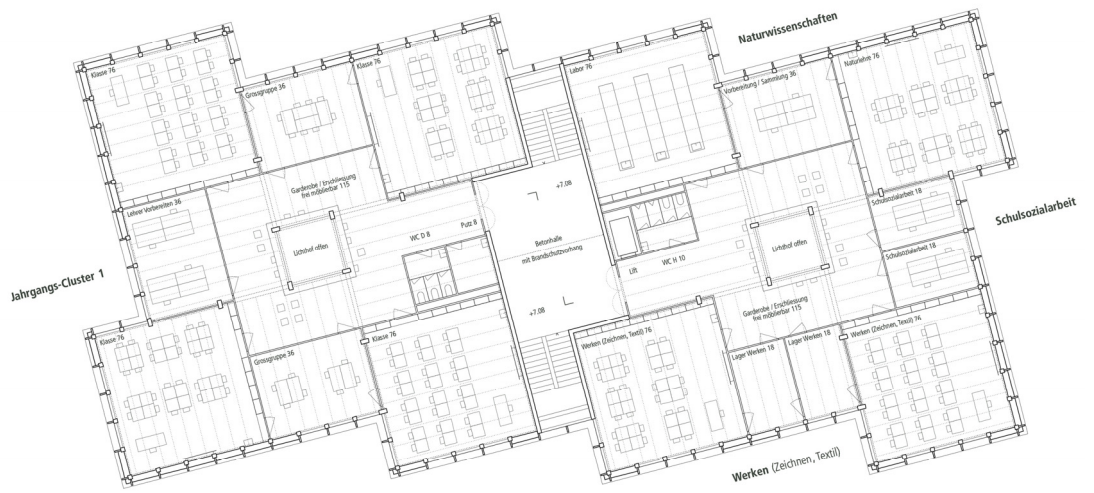 Naturwissenschaften
Klasse 76
Grossgruppe 36
Klasse 76
Labor 76
Vorbereitung / Sammlung 36
Naturlehre 76
Lehrer Vorbereiten 36
Garderobe / Erschliessung
frei möblierbar 115
+7.08
Lichthof offen
WC D 8
Putz 8
Betonhalle
mit Brandschutzvorhang
Lift
WC H 10
Lichthof offen
Schulsozialarbeit 18
Schulsozialarbeit 18
Schulsozialarbeit
Jahrgangs-Cluster 1
+7.08
Garderobe / Erschliessung
frei möblierbar 115
Klasse 76
Grossgruppe 36
Klasse 76
Werken (Zeichnen, Textil) 76
Lager Werken 18
Lager Werken 18
Werken (Zeichnen, Textil) 76
Werken (Zeichnen, Textil)